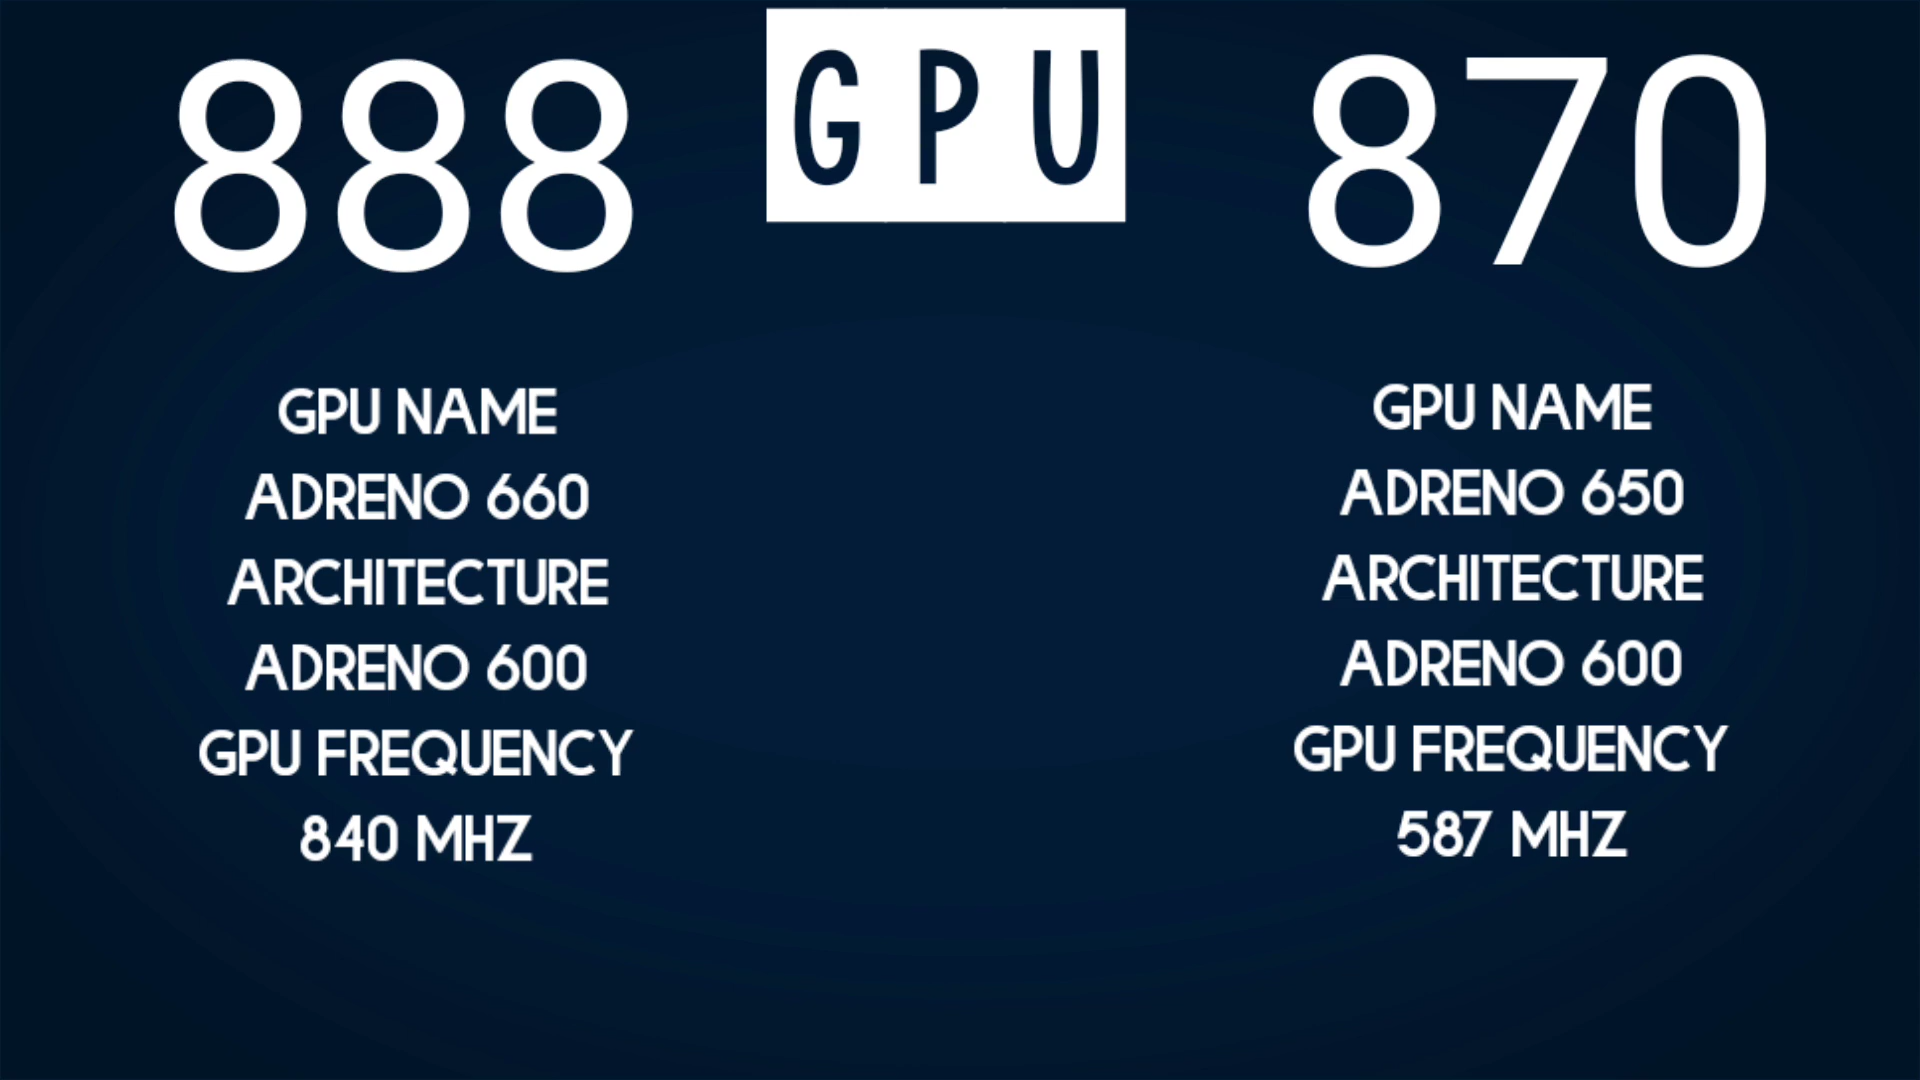 888
GPU
870
GPU NAME
ADRENO 660
ARCHITECTURE
ADRENO 600
GPU FREQUENCY
840 MHZ
GPU NAME
ADRENO 650
ARCHITECTURE
ADRENO 600
GPU FREQUENCY
587 MHZ